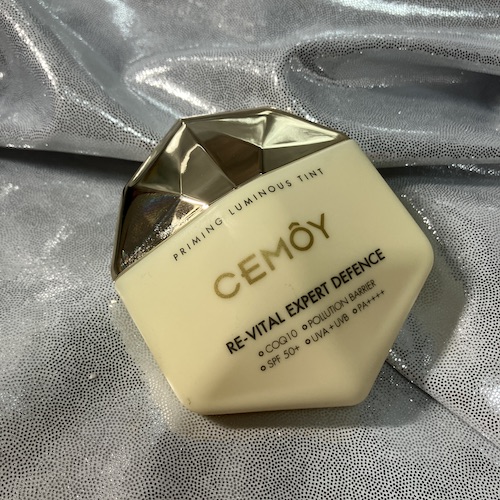 PRIMING LUMINOUS TINT
CEMÔY
RE-VITAL EXPERT DEFENCE
COQ10 POLLUTION BARRIER
SPF 50+ UVA+UVB PA++++